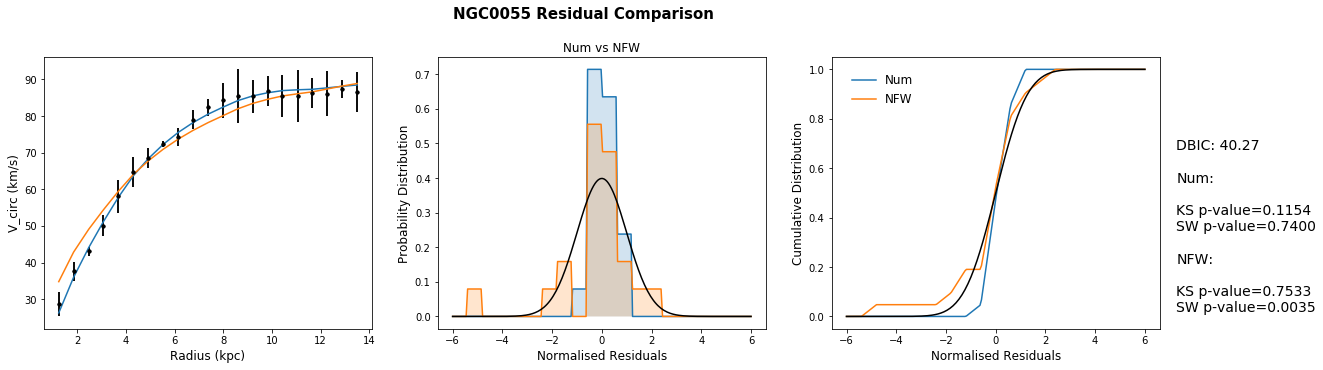 NGC0055 Residual Comparison
V_circ (km/s)
90
80
70
60
50
40
30
2
4
6
8
10
12
14
Radius (kpc)
Num vs NFW
Probability Distribution
0.7
0.6
0.5
0.4
0.3
0.2
0.1
0.0
−6
−4
−2
0
2
4
6
Normalised Residuals
Cumulative Distribution
1.0
0.8
0.6
0.4
0.2
0.0
Num
NFW
−6
−4
−2
0
2
4
6
Normalised Residuals
DBIC: 40.27
Num:
KS p-value=0.1154
SW p-value=0.7400
NFW:
KS p-value=0.7533
SW p-value=0.0035